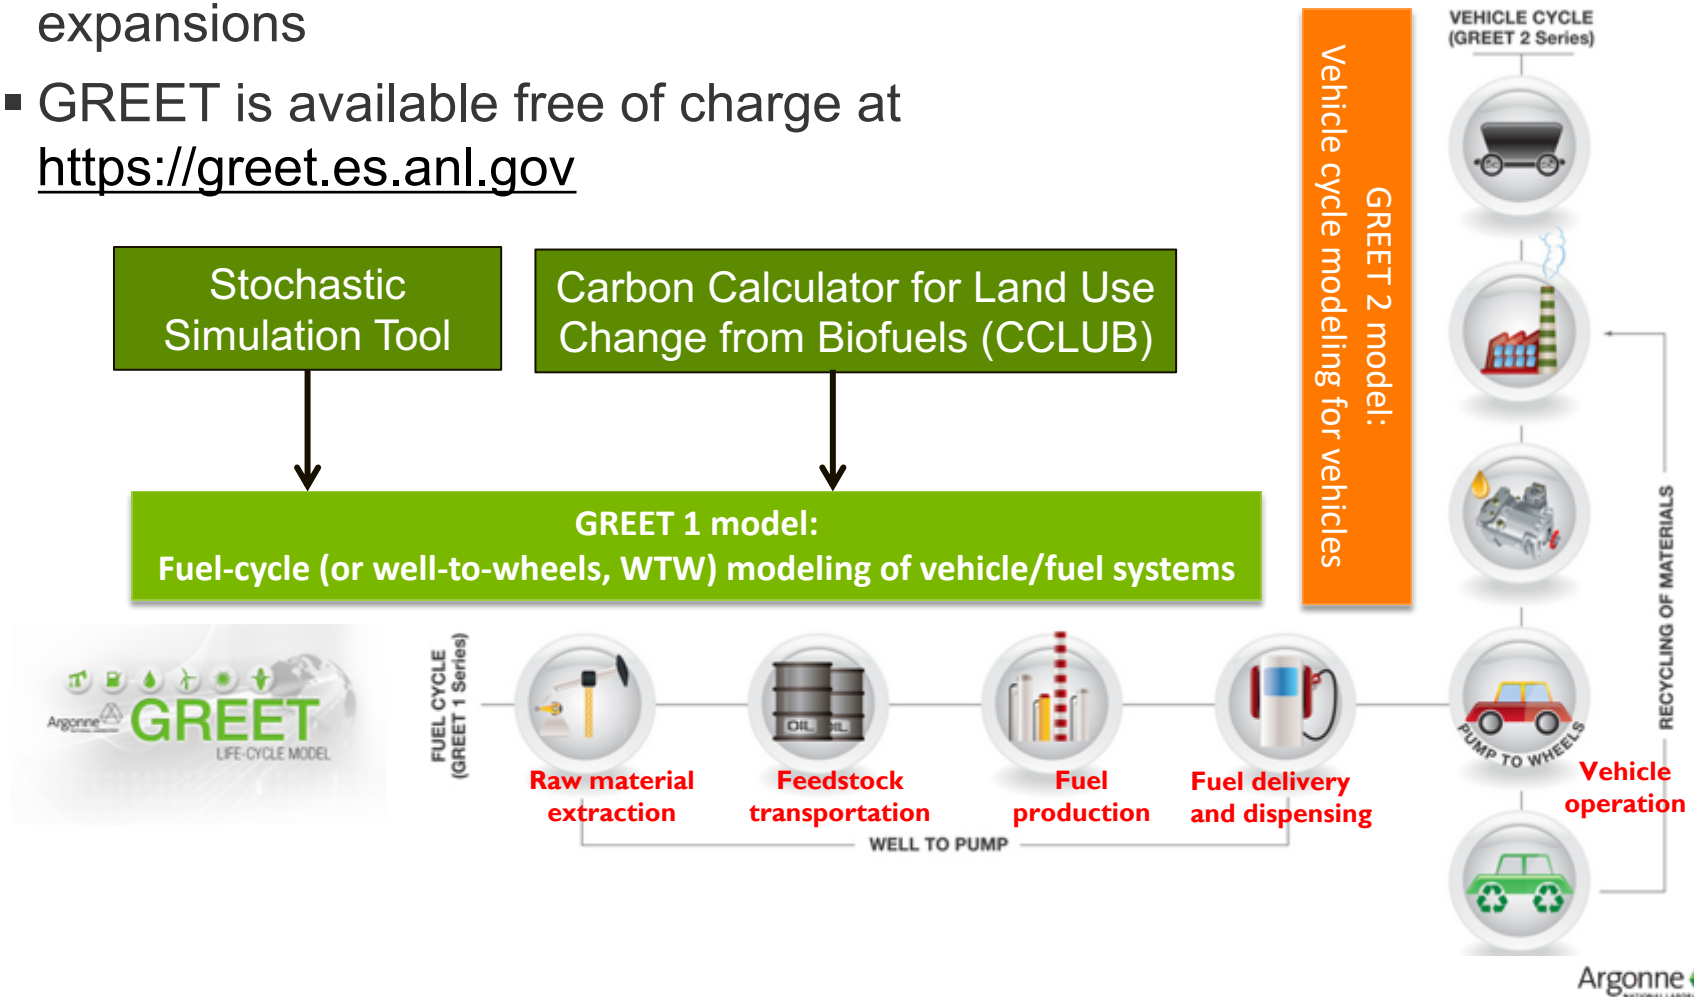 expansions
▪ GREET is available free of charge at
https://greet.es.anl.gov
Stochastic
Simulation Tool
Carbon Calculator for Land Use
Change from Biofuels (CCLUB)
GREET 1 model:
Fuel-cycle (or well-to-wheels, WTW) modeling of vehicle/fuel systems
GREET 2 model:
Vehicle cycle modeling for vehicles
VEHICLE CYCLE
(GREET 2 Series)
RECYCLING OF MATERIALS
Argonne
GREET
LIFE-CYCLE MODEL
FUEL CYCLE
(GREET 1 Series)
OIL
OIL
PUMP TO WHEELS
Raw material
extraction
Feedstock
transportation
Fuel
production
Fuel delivery
and dispensing
Vehicle
operation
WELL TO PUMP
Argonne